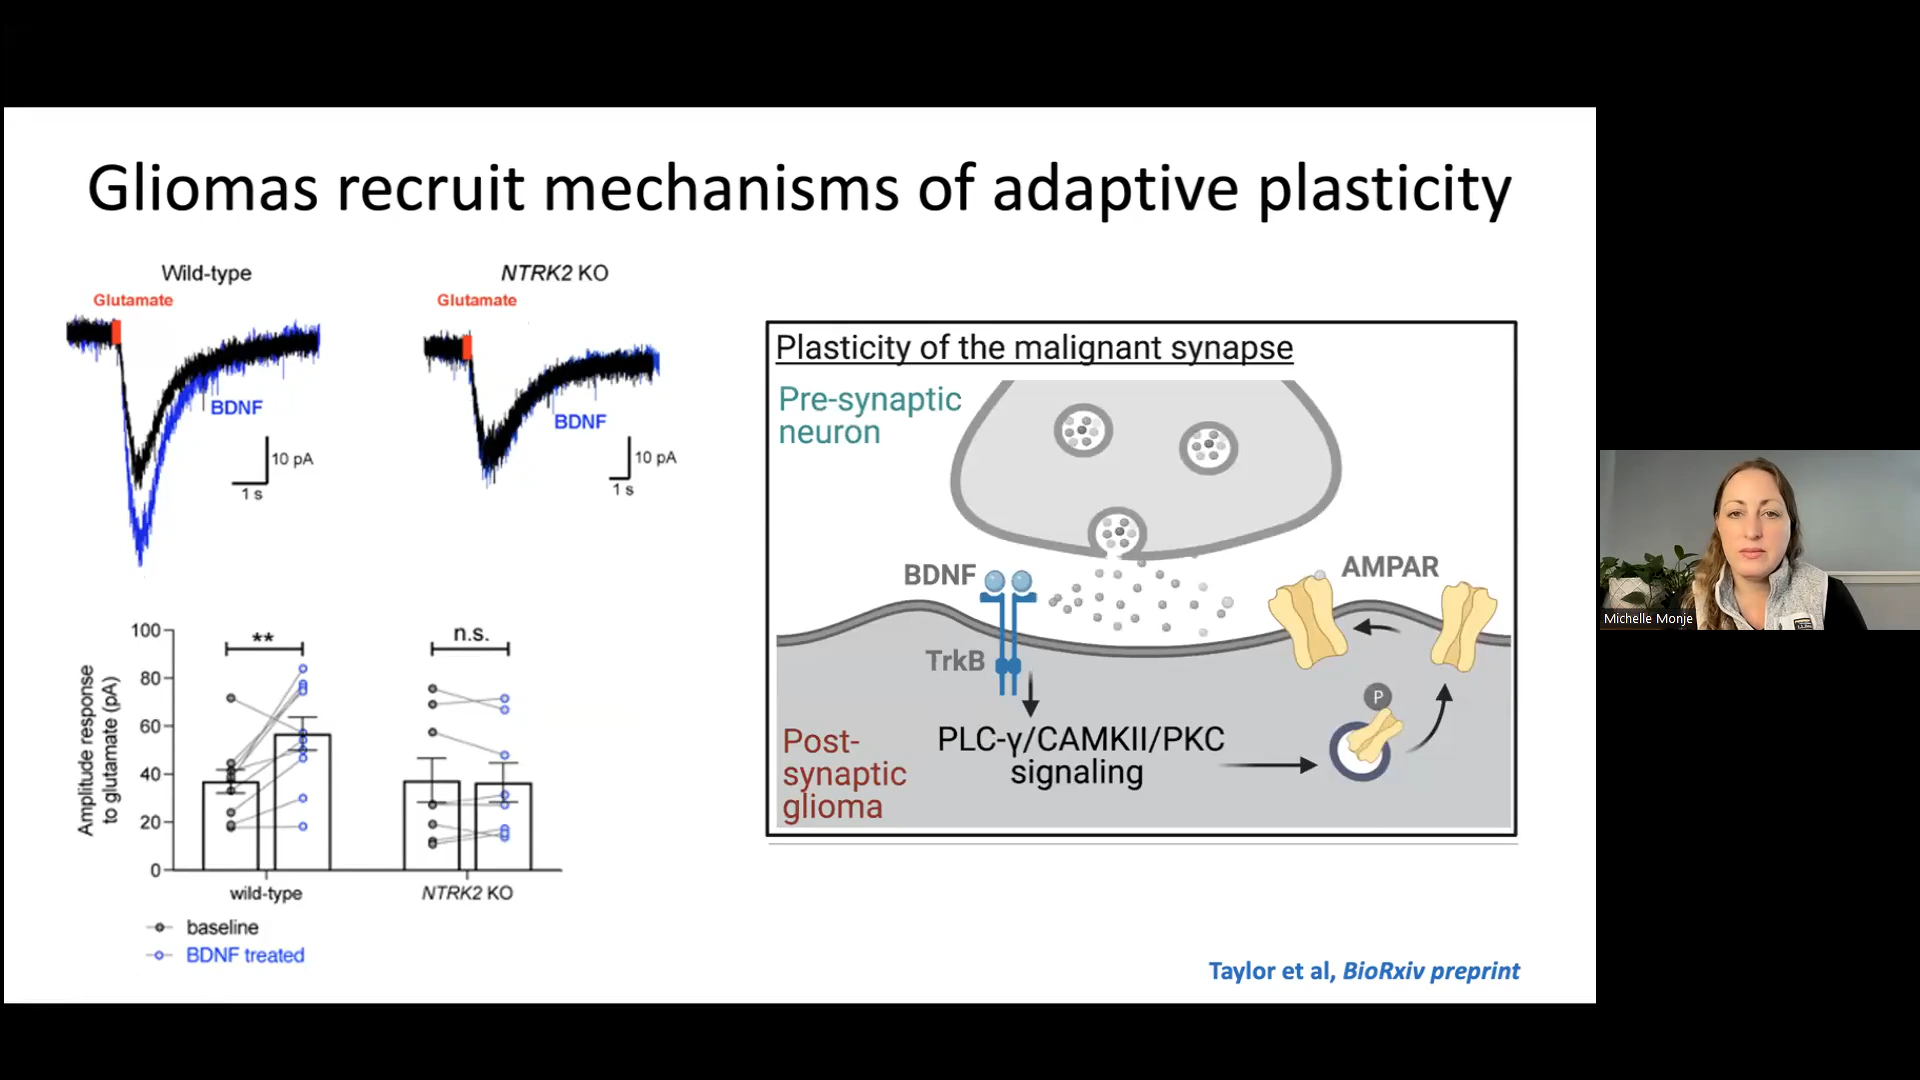 Gliomas recruit mechanisms of adaptive plasticity
Wild-type
Glutamate
BDNF
10 pA
1 s
NTRK2 KO
Glutamate
BDNF
10 pA
1 s
100
80
60
40
20
0
Amplitude response
to glutamate (pA)
**
n.s.
wild-type
NTRK2 KO
baseline
BDNF treated
Plasticity of the malignant synapse
Pre-synaptic
neuron
BDNF
AMPAR
TrkB
P
PLC-γ/CAMKII/PKC
signaling
Post-
synaptic
glioma
Taylor et al, BioRxiv preprint
Michelle Monje